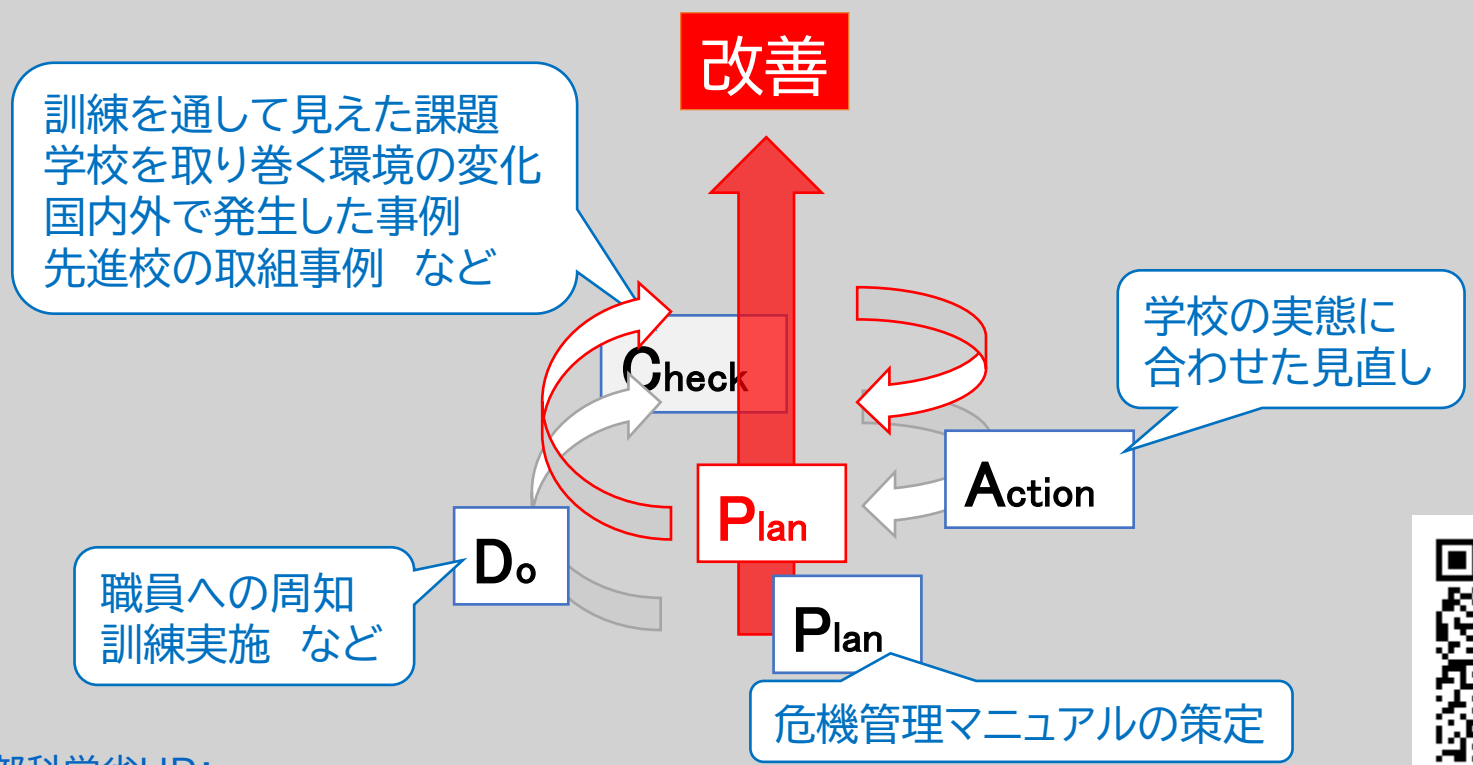 改善
訓練を通して見えた課題
学校を取り巻く環境の変化
国内外で発生した事例
先進校の取組事例　など
学校の実態に
合わせた見直し
Check
Action
Plan
Do
職員への周知
訓練実施　など
Plan
危機管理マニュアルの策定